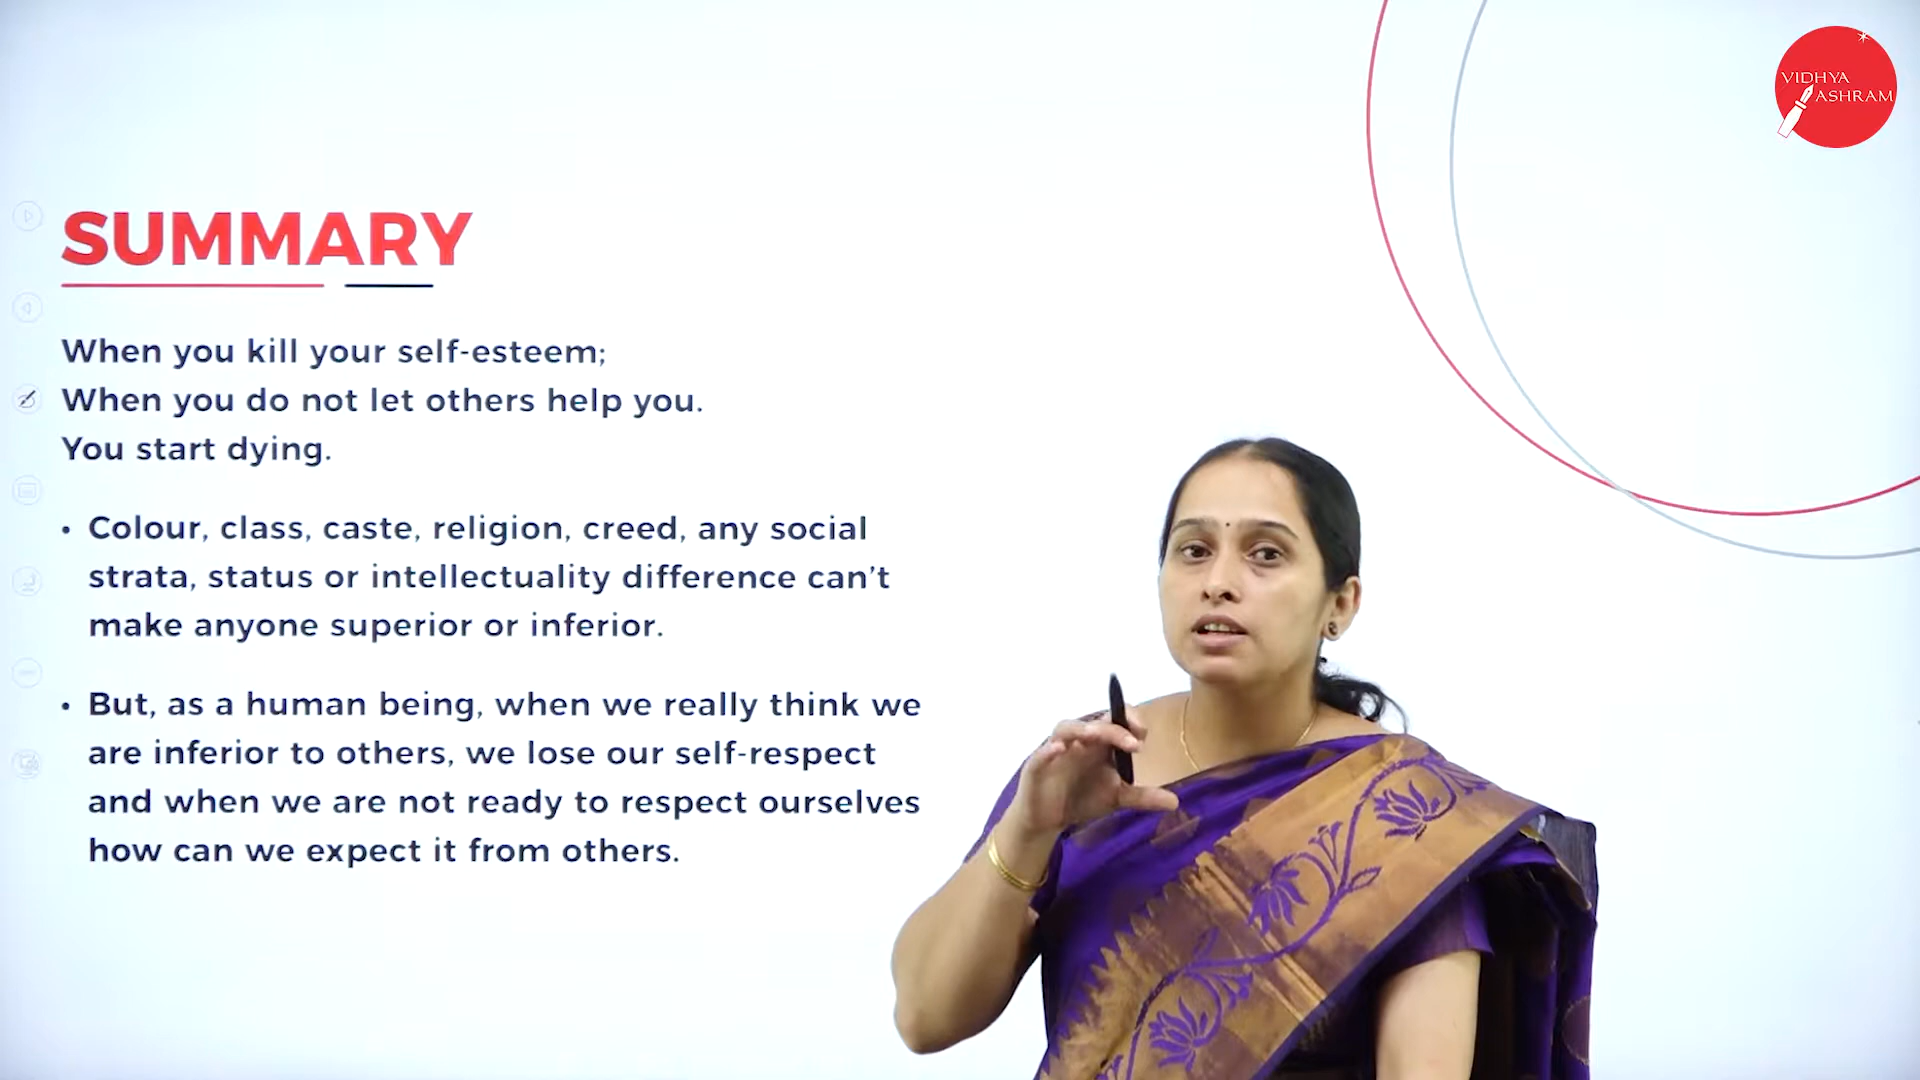 VIDHYA
ASHRAM
SUMMARY
When you kill your self-esteem;
When you do not let others help you.
You start dying.
• Colour, class, caste, religion, creed, any social
strata, status or intellectuality difference can't
make anyone superior or inferior.
• But, as a human being, when we really think we
are inferior to others, we lose our self-respect
and when we are not ready to respect ourselves
how can we expect it from others.